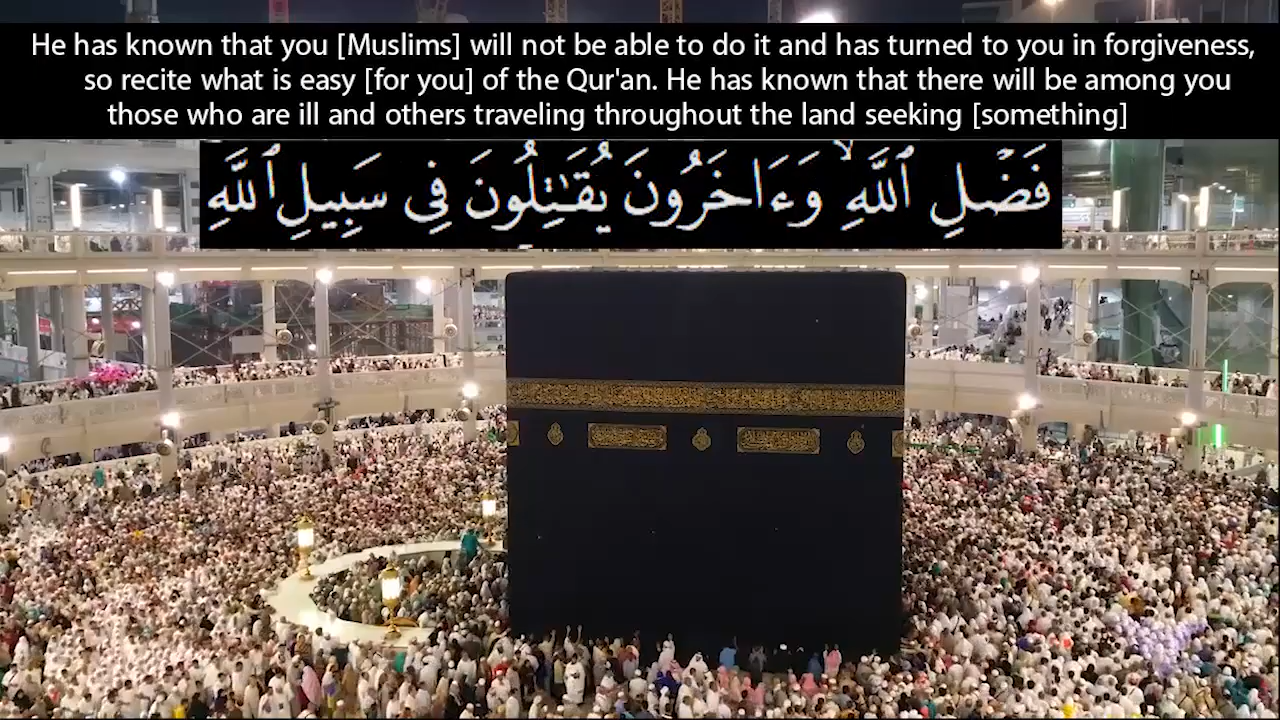 He has known that you [Muslims] will not be able to do it and has turned to you in forgiveness,
so recite what is easy [for you] of the Qur'an. He has known that there will be among you
those who are ill and others traveling throughout the land seeking [something]
فَضْلِ ٱللَّهِ ۙ وَءَاخَرُونَ يُقَـٰتِلُونَ فِى سَبِيلِ ٱللَّهِ